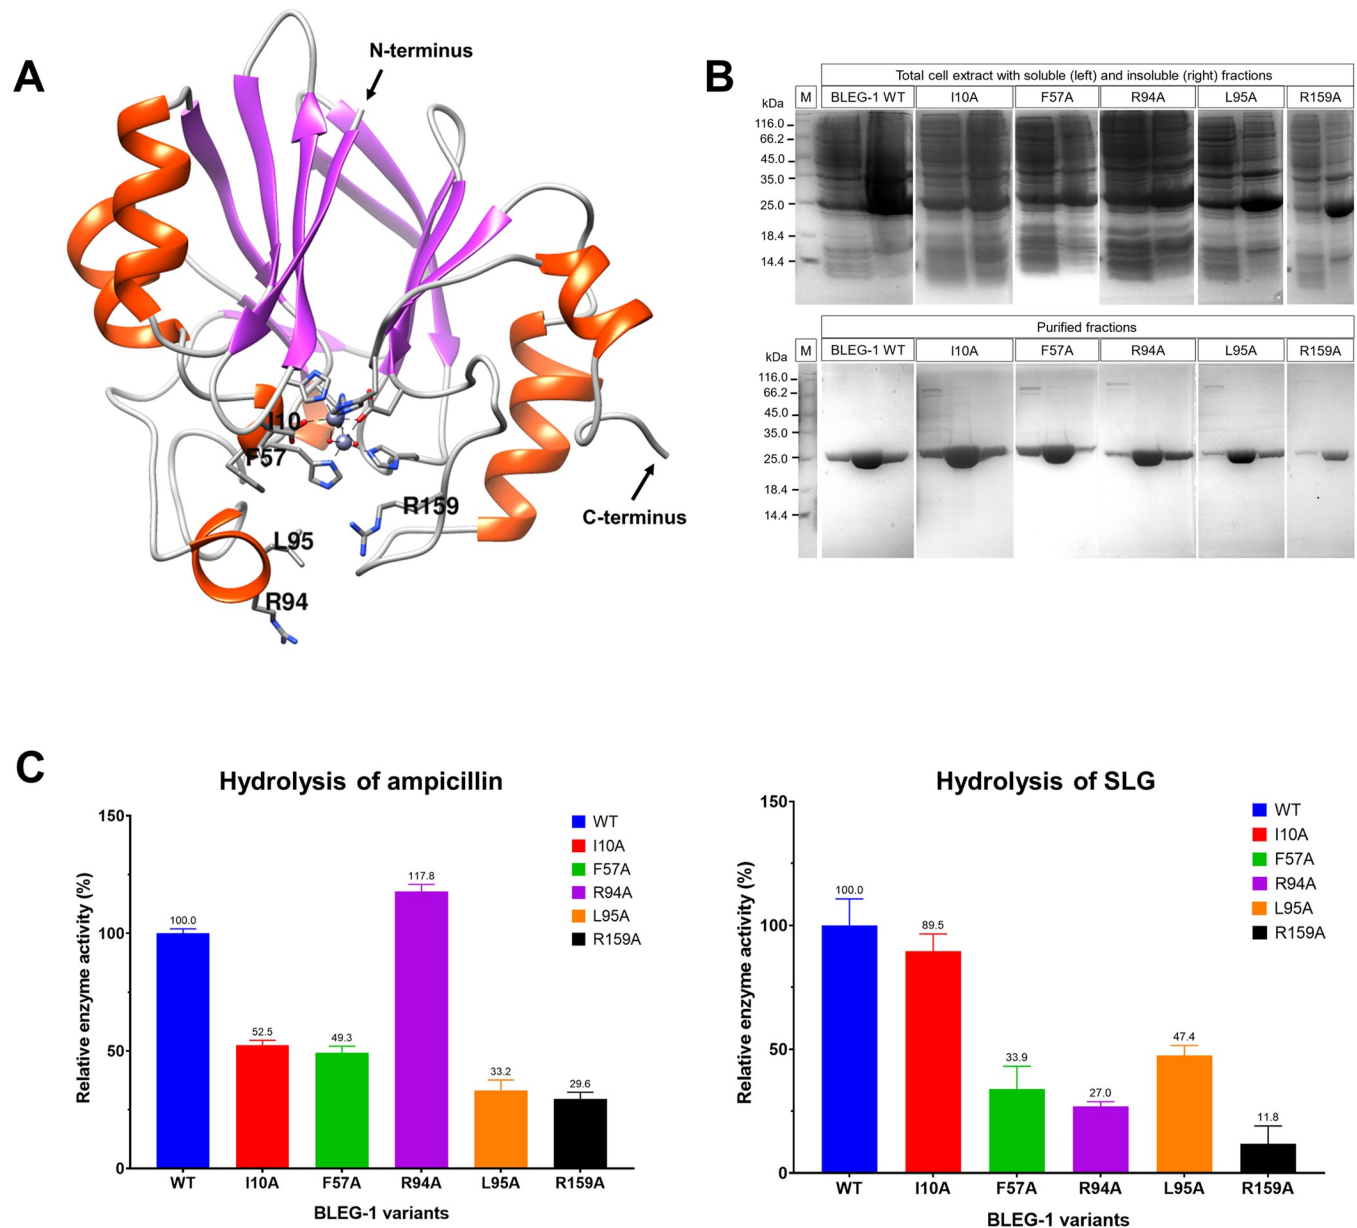 A
N-terminus
I10
F57
R159
L95
R94
C-terminus
B
Total cell extract with soluble (left) and insoluble (right) fractions
kDa M BLEG-1 WT I10A F57A R94A L95A R159A
116.0
66.2
45.0
35.0
25.0
18.4
14.4
Purified fractions
kDa M BLEG-1 WT I10A F57A R94A L95A R159A
116.0
66.2
45.0
35.0
25.0
18.4
14.4
C
Hydrolysis of ampicillin
Relative enzyme activity (%)
150
100
50
0
100.0
52.5
49.3
117.8
33.2
29.6
WT
I10A
F57A
R94A
L95A
R159A
WT I10A F57A R94A L95A R159A
BLEG-1 variants
Hydrolysis of SLG
Relative enzyme activity (%)
150
100
50
0
100.0
89.5
33.9
27.0
47.4
11.8
WT
I10A
F57A
R94A
L95A
R159A
WT I10A F57A R94A L95A R159A
BLEG-1 variants